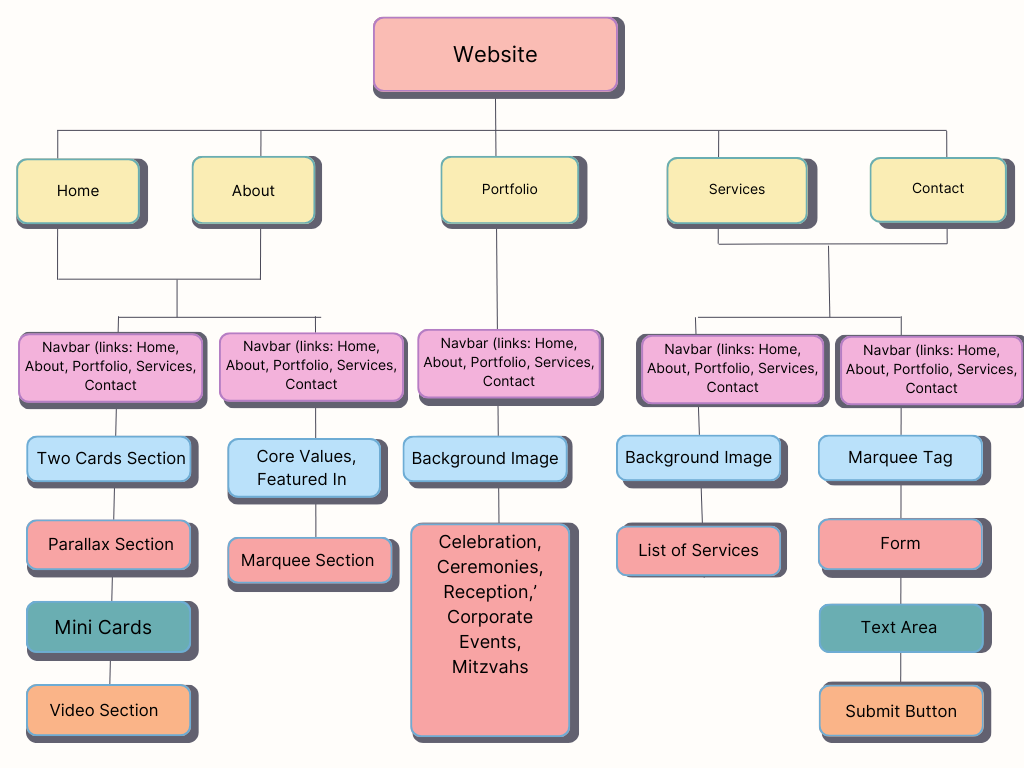 Website
Home
About
Portfolio
Services
Contact
Navbar (links: Home,
About, Portfolio, Services,
Contact
Navbar (links: Home,
About, Portfolio, Services,
Contact
Navbar (links: Home,
About, Portfolio, Services,
Contact
Navbar (links: Home,
About, Portfolio, Services,
Contact
Navbar (links: Home,
About, Portfolio, Services,
Contact
Two Cards Section
Core Values,
Featured In
Background Image
Background Image
Marquee Tag
Parallax Section
Marquee Section
Celebration,
Ceremonies,
Reception,’
Corporate
Events,
Mitzvahs
List of Services
Form
Mini Cards
Text Area
Video Section
Submit Button